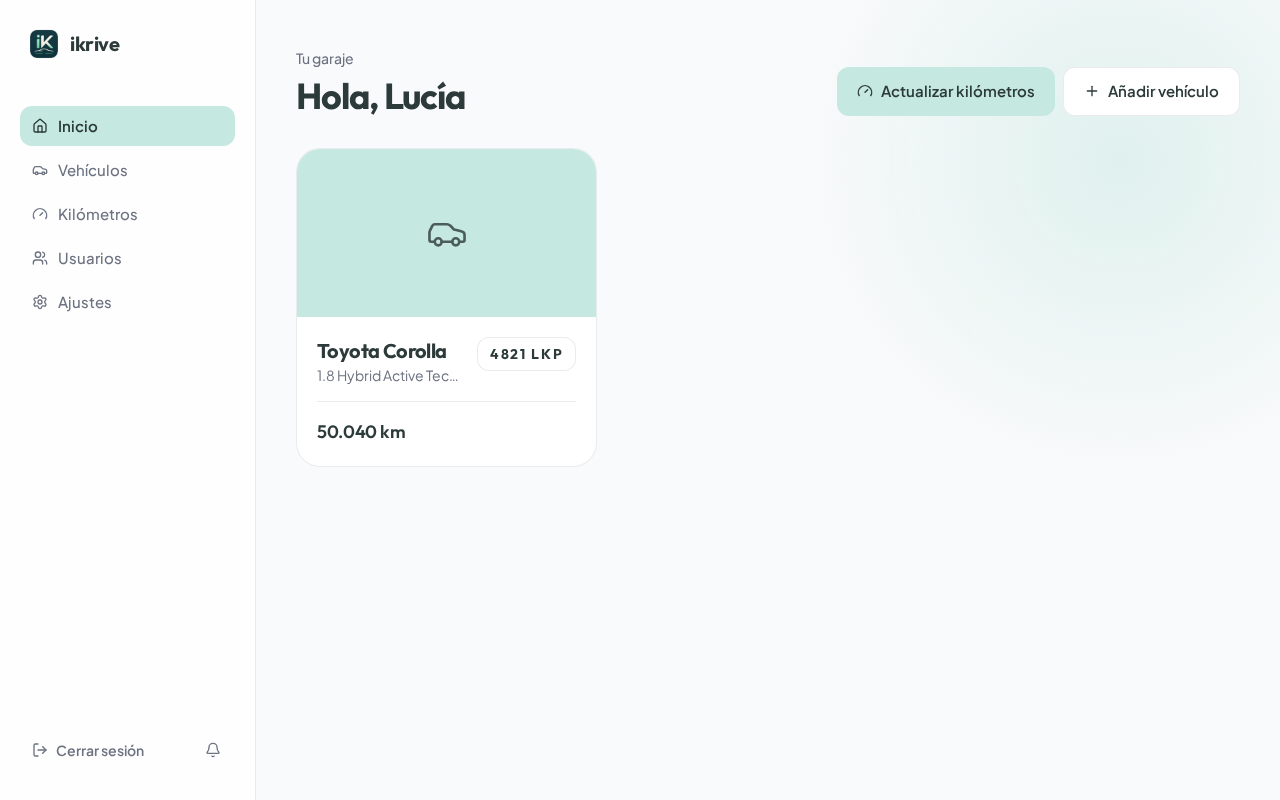 iK ikrive
Inicio
Vehículos
Kilómetros
Usuarios
Ajustes
Cerrar sesión
Tu garaje
Hola, Lucía
Actualizar kilómetros
Añadir vehículo
Toyota Corolla
4821 LKP
1.8 Hybrid Active Tec...
50.040 km